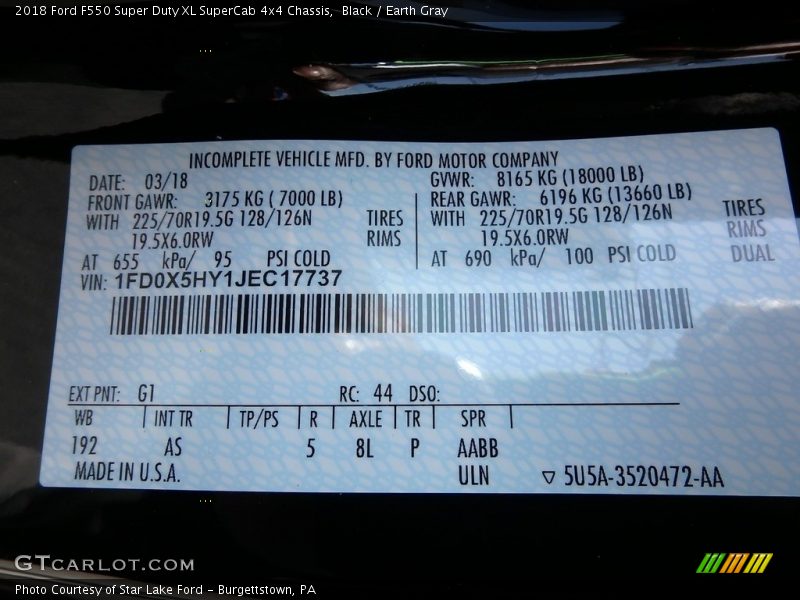 2018 Ford F550 Super Duty XL SuperCab 4x4 Chassis, Black / Earth Gray
INCOMPLETE VEHICLE MFD. BY FORD MOTOR COMPANY
DATE: 03/18 GVWR: 8165 KG (18000 LB)
FRONT GAWR: 3175 KG ( 7000 LB) REAR GAWR: 6196 KG (13660 LB)
WITH 225/70R19.5G 128/126N TIRES WITH 225/70R19.5G 128/126N TIRES
19.5X6.0RW RIMS 19.5X6.0RW RIMS
AT 655 kPa/ 95 PSI COLD AT 690 kPa/ 100 PSI COLD DUAL
VIN: 1FD0X5HY1JEC17737
EXT PNT: G1 RC: 44 DSO:
WB INT TR TP/PS R AXLE TR SPR
192 AS 5 8L P AABB
MADE IN U.S.A. ULN ▽ 5U5A-3520472-AA
GTCARLOT.COM
Photo Courtesy of Star Lake Ford - Burgettstown, PA